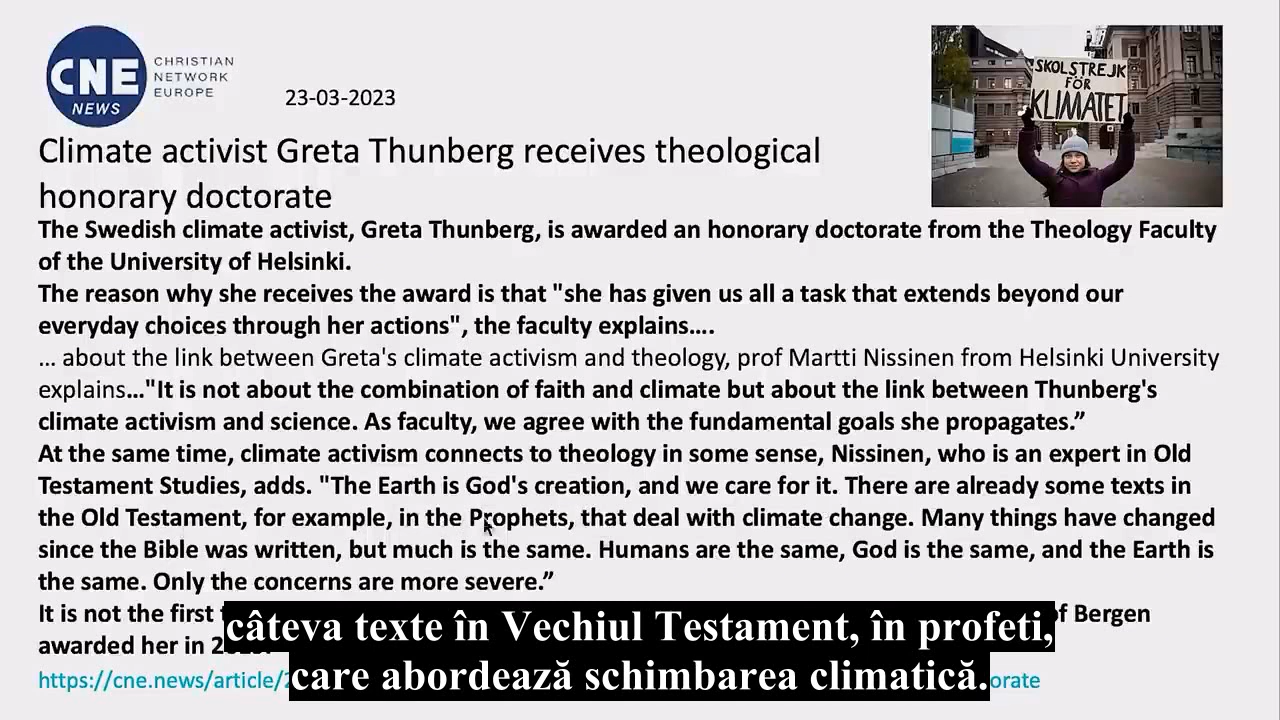 CNE
NEWS
CHRISTIAN
NETWORK
EUROPE
23-03-2023
SKOLSTREJK
FÖR
KLIMATET
Climate activist Greta Thunberg receives theological
honorary doctorate
The Swedish climate activist, Greta Thunberg, is awarded an honorary doctorate from the Theology Faculty
of the University of Helsinki.
The reason why she receives the award is that "she has given us all a task that extends beyond our
everyday choices through her actions", the faculty explains….
… about the link between Greta's climate activism and theology, prof Martti Nissinen from Helsinki University
explains…"It is not about the combination of faith and climate but about the link between Thunberg's
climate activism and science. As faculty, we agree with the fundamental goals she propagates.”
At the same time, climate activism connects to theology in some sense, Nissinen, who is an expert in Old
Testament Studies, adds. "The Earth is God's creation, and we care for it. There are already some texts in
the Old Testament, for example, in the Prophets, that deal with climate change. Many things have changed
since the Bible was written, but much is the same. Humans are the same, God is the same, and the Earth is
the same. Only the concerns are more severe.”
It is not the first of Bergen
awarded her in
https://cne.news/article/ orate
câteva texte în Vechiul Testament, în profeti,
care abordează schimbarea climatică.